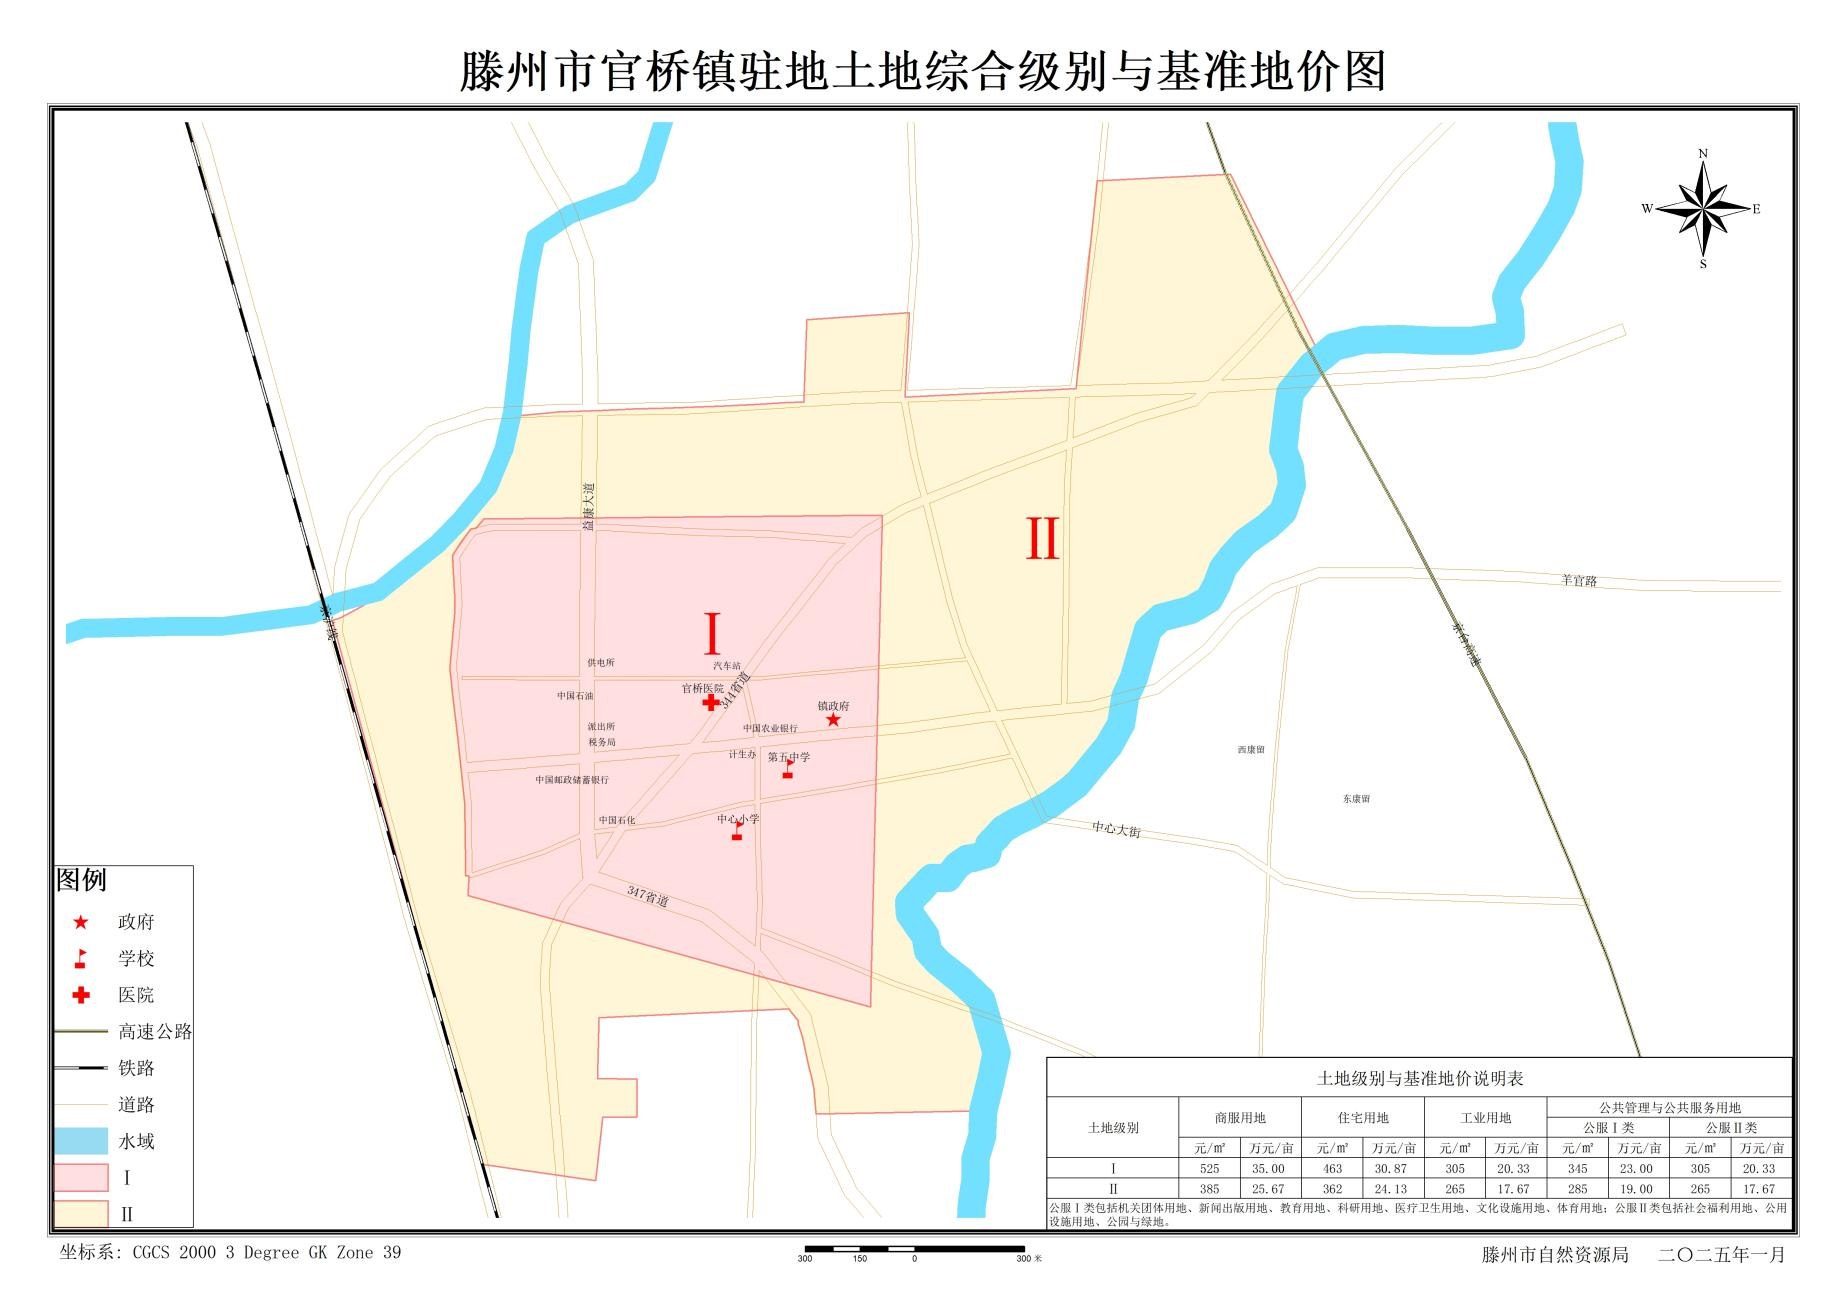 滕州市官桥镇驻地土地综合级别与基准地价图
N
W
E
S
益康大道
Ⅰ
Ⅱ
羊官路
京台高速
供电所
汽车站
中国石油
官桥医院
344省道
镇政府
派出所
税务局
中国农业银行
计生办
第五中学
中国邮政储蓄银行
中国石化
中心小学
347省道
西康留
东康留
中心大街
图例
政府
学校
医院
高速公路
铁路
道路
水域
Ⅰ
Ⅱ
土地级别与基准地价说明表
土地级别 商服用地 住宅用地 工业用地 公共管理与公共服务用地
公服Ⅰ类 公服Ⅱ类
元/㎡ 万元/亩 元/㎡ 万元/亩 元/㎡ 万元/亩 元/㎡ 万元/亩 元/㎡ 万元/亩
Ⅰ 525 35.00 463 30.87 305 20.33 345 23.00 305 20.33
Ⅱ 385 25.67 362 24.13 265 17.67 285 19.00 265 17.67
公服Ⅰ类包括机关团体用地、新闻出版用地、教育用地、科研用地、医疗卫生用地、文化设施用地、体育用地；公服Ⅱ类包括社会福利用地、公用
设施用地、公园与绿地。
坐标系: CGCS 2000 3 Degree GK Zone 39
300 150 0 300 米
滕州市自然资源局 二〇二五年一月